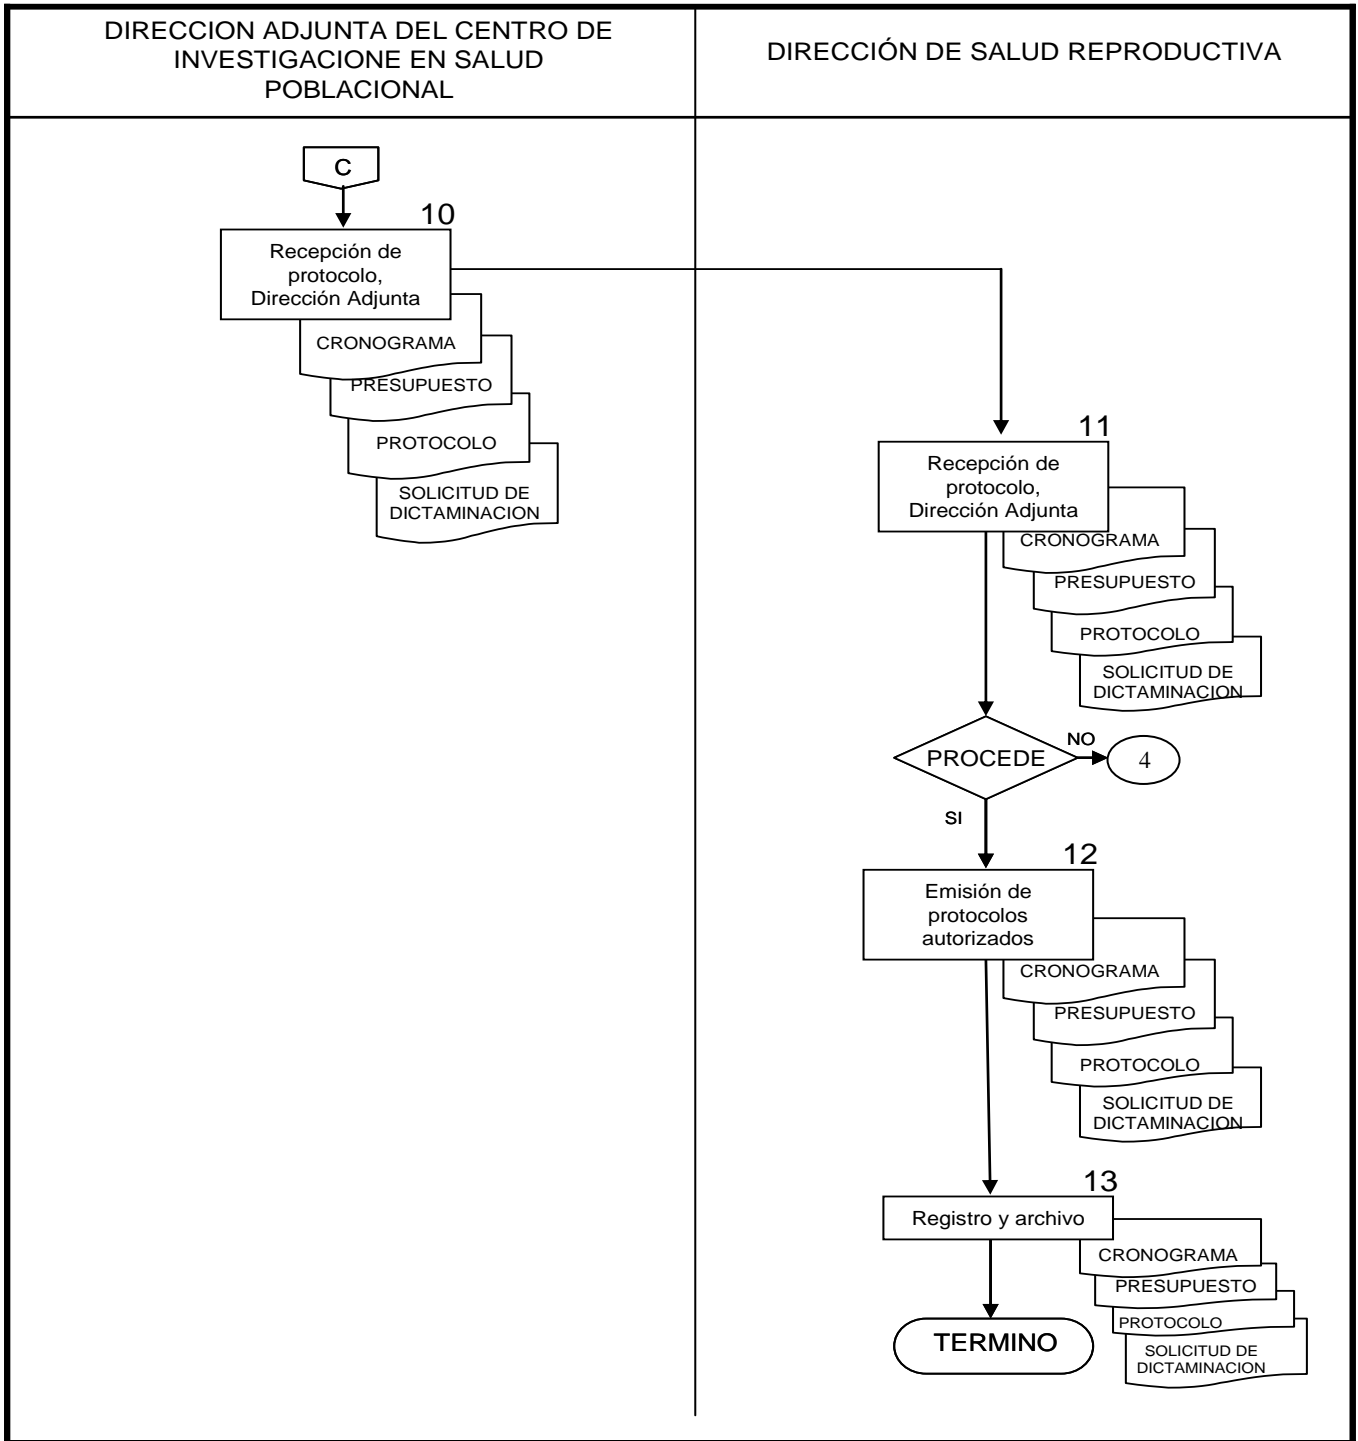 DIRECCION ADJUNTA DEL CENTRO DE
INVESTIGACIONE EN SALUD
POBLACIONAL
DIRECCIÓN DE SALUD REPRODUCTIVA
C
10
Recepción de
protocolo,
Dirección Adjunta
CRONOGRAMA
PRESUPUESTO
PROTOCOLO
SOLICITUD DE
DICTAMINACION
11
Recepción de
protocolo,
Dirección Adjunta
CRONOGRAMA
PRESUPUESTO
PROTOCOLO
SOLICITUD DE
DICTAMINACION
PROCEDE
NO
4
SI
12
Emisión de
protocolos
autorizados
CRONOGRAMA
PRESUPUESTO
PROTOCOLO
SOLICITUD DE
DICTAMINACION
13
Registro y archivo
CRONOGRAMA
PRESUPUESTO
PROTOCOLO
SOLICITUD DE
DICTAMINACION
TERMINO